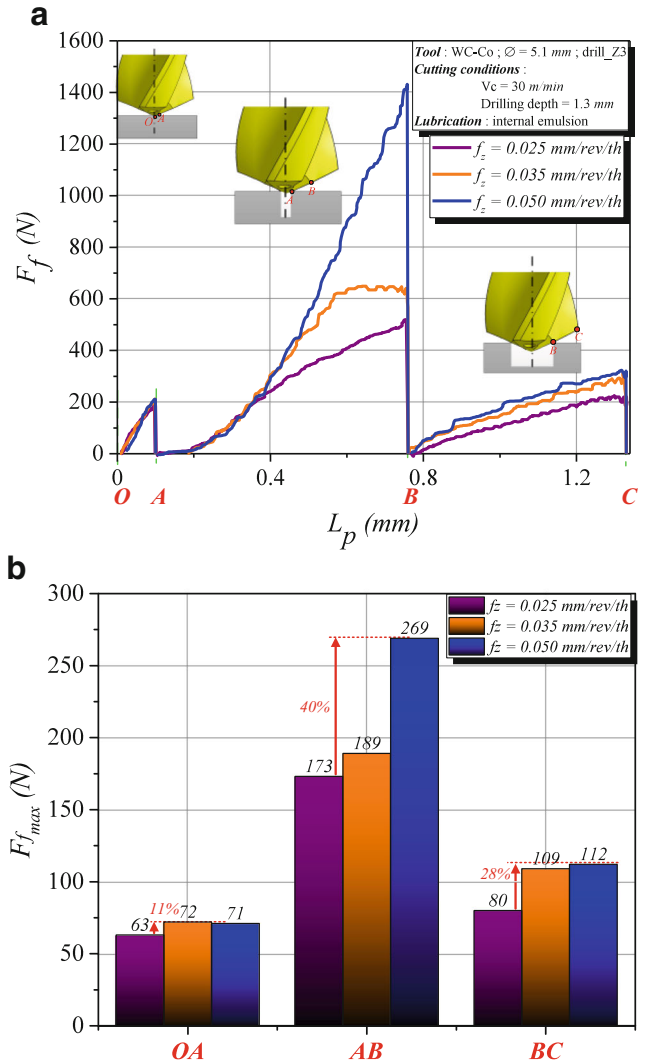 a
1600
1400
1200
1000
800
600
400
200
0
F_f (N)
O A
A B
B C
Tool : WC-Co ; Ø = 5.1 mm ; drill_Z3
Cutting conditions :
Vc = 30 m/min
Drilling depth = 1.3 mm
Lubrication : internal emulsion
f_z = 0.025 mm/rev/th
f_z = 0.035 mm/rev/th
f_z = 0.050 mm/rev/th
0 0.4 0.8 1.2
O A B C
L_p (mm)
b
300
250
200
150
100
50
0
Ff_max (N)
fz = 0.025 mm/rev/th
fz = 0.035 mm/rev/th
fz = 0.050 mm/rev/th
63 11% 72 71
173 40% 189 269
80 28% 109 112
OA AB BC